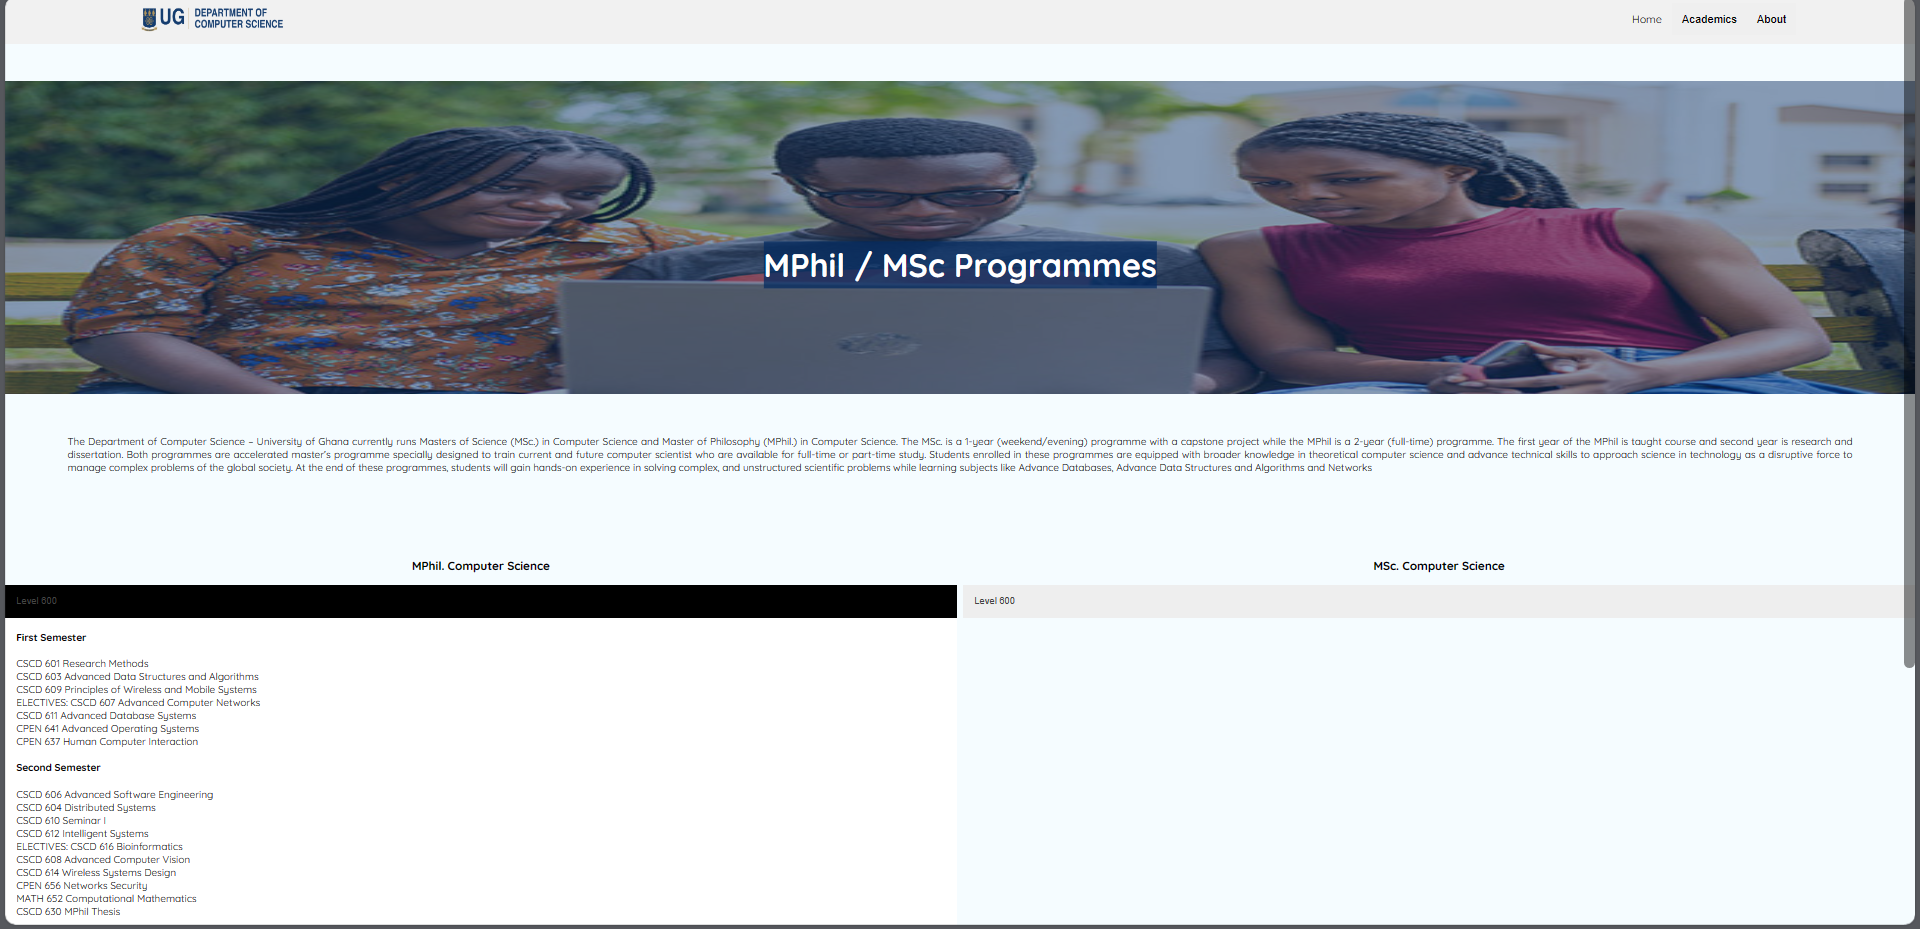 UG DEPARTMENT OF
COMPUTER SCIENCE
Home Academics About
MPhil / MSc Programmes
The Department of Computer Science – University of Ghana currently runs Masters of Science (MSc.) in Computer Science and Master of Philosophy (MPhil.) in Computer Science. The MSc. is a 1-year (weekend/evening) programme with a capstone project while the MPhil is a 2-year (full-time) programme. The first year of the MPhil is taught course and second year is research and
dissertation. Both programmes are accelerated master's programme specially designed to train current and future computer scientist who are available for full-time or part-time study. Students enrolled in these programmes are equipped with broader knowledge in theoretical computer science and advance technical skills to approach science in technology as a disruptive force to
manage complex problems of the global society. At the end of these programmes, students will gain hands-on experience in solving complex, and unstructured scientific problems while learning subjects like Advance Databases, Advance Data Structures and Algorithms and Networks
MPhil. Computer Science
Level 600
First Semester
CSCD 601 Research Methods
CSCD 603 Advanced Data Structures and Algorithms
CSCD 609 Principles of Wireless and Mobile Systems
ELECTIVES: CSCD 607 Advanced Computer Networks
CSCD 611 Advanced Database Systems
CPEN 641 Advanced Operating Systems
CPEN 637 Human Computer Interaction
Second Semester
CSCD 606 Advanced Software Engineering
CSCD 604 Distributed Systems
CSCD 610 Seminar I
CSCD 612 Intelligent Systems
ELECTIVES: CSCD 616 Bioinformatics
CSCD 608 Advanced Computer Vision
CSCD 614 Wireless Systems Design
CPEN 656 Networks Security
MATH 652 Computational Mathematics
CSCD 630 MPhil Thesis
MSc. Computer Science
Level 600